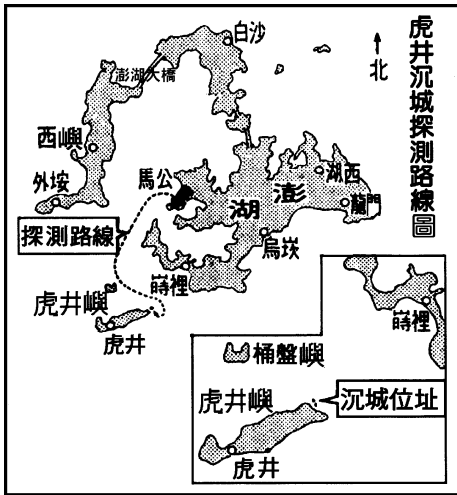 虎井沉城探測路線圖
北
白沙
澎湖大橋
西嶼
外垵
馬公
湖西
澎湖
龍門
烏崁
探測路線
蒔裡
虎井嶼
虎井
蒔裡
桶盤嶼
虎井嶼
沉城位址
虎井